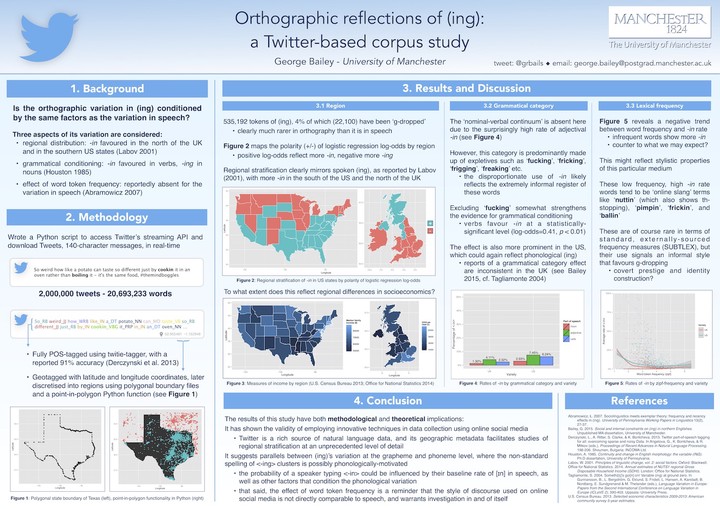 Orthographic reflections of (ing):
a Twitter-based corpus study
George Bailey - University of Manchester
MANCHESTER
1824
The University of Manchester
tweet: @grbails ◆ email: george.bailey@postgrad.manchester.ac.uk
1. Background
Is the orthographic variation in (ing) conditioned
by the same factors as the variation in speech?
Three aspects of its variation are considered:
• regional distribution: -in favoured in the north of the UK
and in the southern US states (Labov 2001)
• grammatical conditioning: -in favoured in verbs, -ing in
nouns (Houston 1985)
• effect of word token frequency: reportedly absent for the
variation in speech (Abramowicz 2007)
2. Methodology
Wrote a Python script to access Twitter's streaming API and
download Tweets, 140-character messages, in real-time
So weird how like a potato can taste so different just by cookin it in an
oven rather than boiling it - it's the same food. #themindboggles
2,000,000 tweets - 20,693,233 words
• Fully POS-tagged using twitie-tagger, with a
reported 91% accuracy (Derczynski et al. 2013)
• Geotagged with latitude and longitude coordinates, later
discretised into regions using polygonal boundary files
and a point-in-polygon Python function (see Figure 1)
Figure 1: Polygonal state boundary of Texas (left), point-in-polygon functionality in Python (right)
3. Results and Discussion
3.1 Region
535,192 tokens of (ing), 4% of which (22,100) have been 'g-dropped'
• clearly much rarer in orthography than it is in speech
Figure 2 maps the polarity (+/-) of logistic regression log-odds by region
• positive log-odds reflect more -in, negative more -ing
Regional stratification clearly mirrors spoken (ing), as reported by Labov
(2001), with more -in in the south of the US and the north of the UK
Figure 2: Regional stratification of -in in US states by polarity of logistic regression log-odds
To what extent does this reflect regional differences in socioeconomics?
Figure 3: Measures of income by region (U.S. Census Bureau 2013; Office for National Statistics 2014)
3.2 Grammatical category
The 'nominal-verbal continuum' is absent here
due to the surprisingly high rate of adjectival
-in (see Figure 4)
However, this category is predominantly made
up of expletives such as 'fucking', 'fricking',
'frigging', 'freaking' etc.
• the disproportionate use of -in likely
reflects the extremely informal register of
these words
Excluding 'fucking' somewhat strengthens
the evidence for grammatical conditioning
• verbs favour -in at a statistically-
significant level (log-odds=0.41, p < 0.01)
The effect is also more prominent in the US,
which could again reflect phonological (ing)
• reports of a grammatical category effect
are inconsistent in the UK (see Bailey
2015, cf. Tagliamonte 2004)
Figure 4: Rates of -in by grammatical category and variety
3.3 Lexical frequency
Figure 5 reveals a negative trend
between word frequency and -in rate
• infrequent words show more -in
• counter to what we may expect?
This might reflect stylistic properties
of this particular medium
These low frequency, high -in rate
words tend to be 'online slang' terms
like 'nuttin' (which also shows th-
stopping), 'pimpin', 'frickin', and
'ballin'
These are of course rare in terms of
standard, externally-sourced
frequency measures (SUBTLEX), but
their use signals an informal style
that favours g-dropping
• covert prestige and identity
construction?
Figure 5: Rates of -in by zipf-frequency and variety
4. Conclusion
The results of this study have both methodological and theoretical implications:
It has shown the validity of employing innovative techniques in data collection using online social media
• Twitter is a rich source of natural language data, and its geographic metadata facilitates studies of
regional stratification at an unprecedented level of detail
It suggests parallels between (ing)'s variation at the grapheme and phoneme level, where the non-standard
spelling of <-ing> clusters is possibly phonologically-motivated
• the probability of a speaker typing <-in> could be influenced by their baseline rate of [ɪn] in speech, as
well as other factors that condition the phonological variation
• that said, the effect of word token frequency is a reminder that the style of discourse used on online
social media is not directly comparable to speech, and warrants investigation in and of itself
References